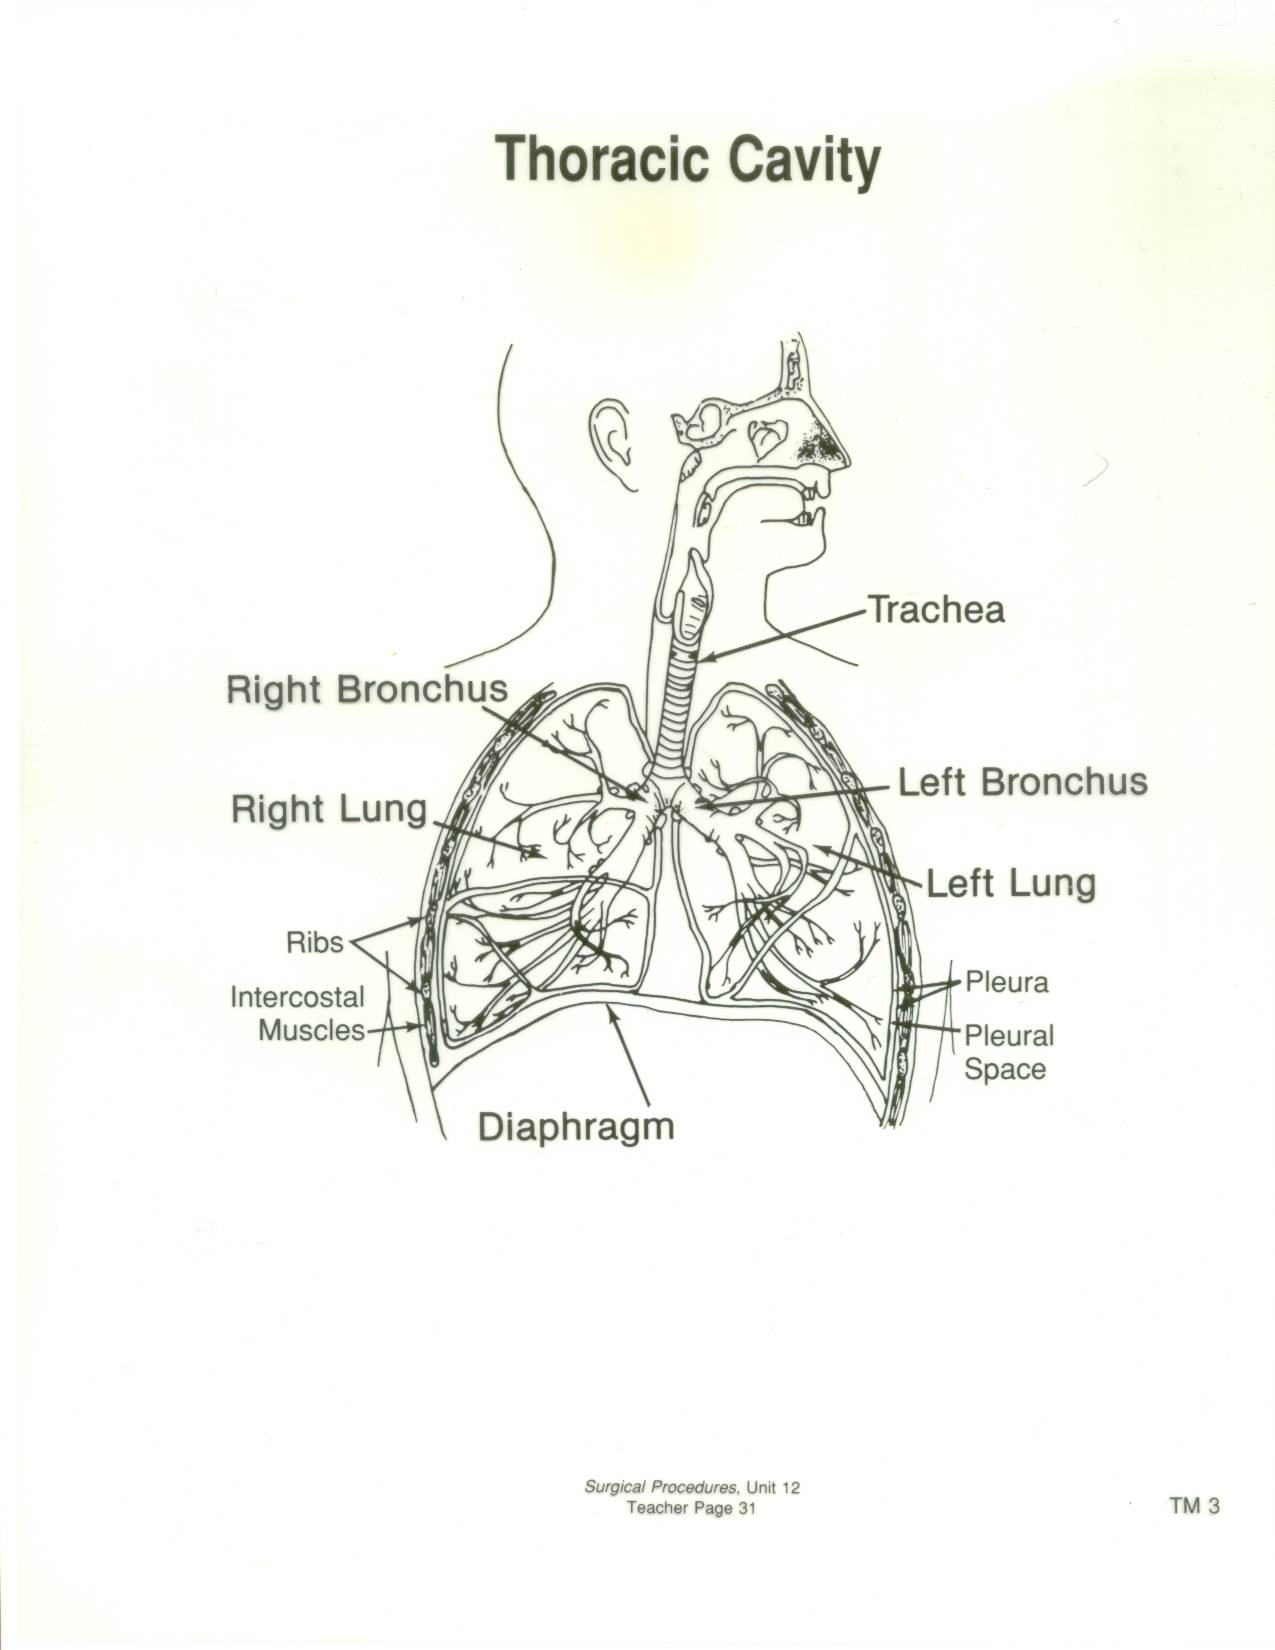 Thoracic Cavity
Trachea
Right Bronchus
Left Bronchus
Right Lung
Left Lung
Ribs
Intercostal
Muscles
Pleura
Pleural
Space
Diaphragm
Surgical Procedures, Unit 12
Teacher Page 31
TM 3